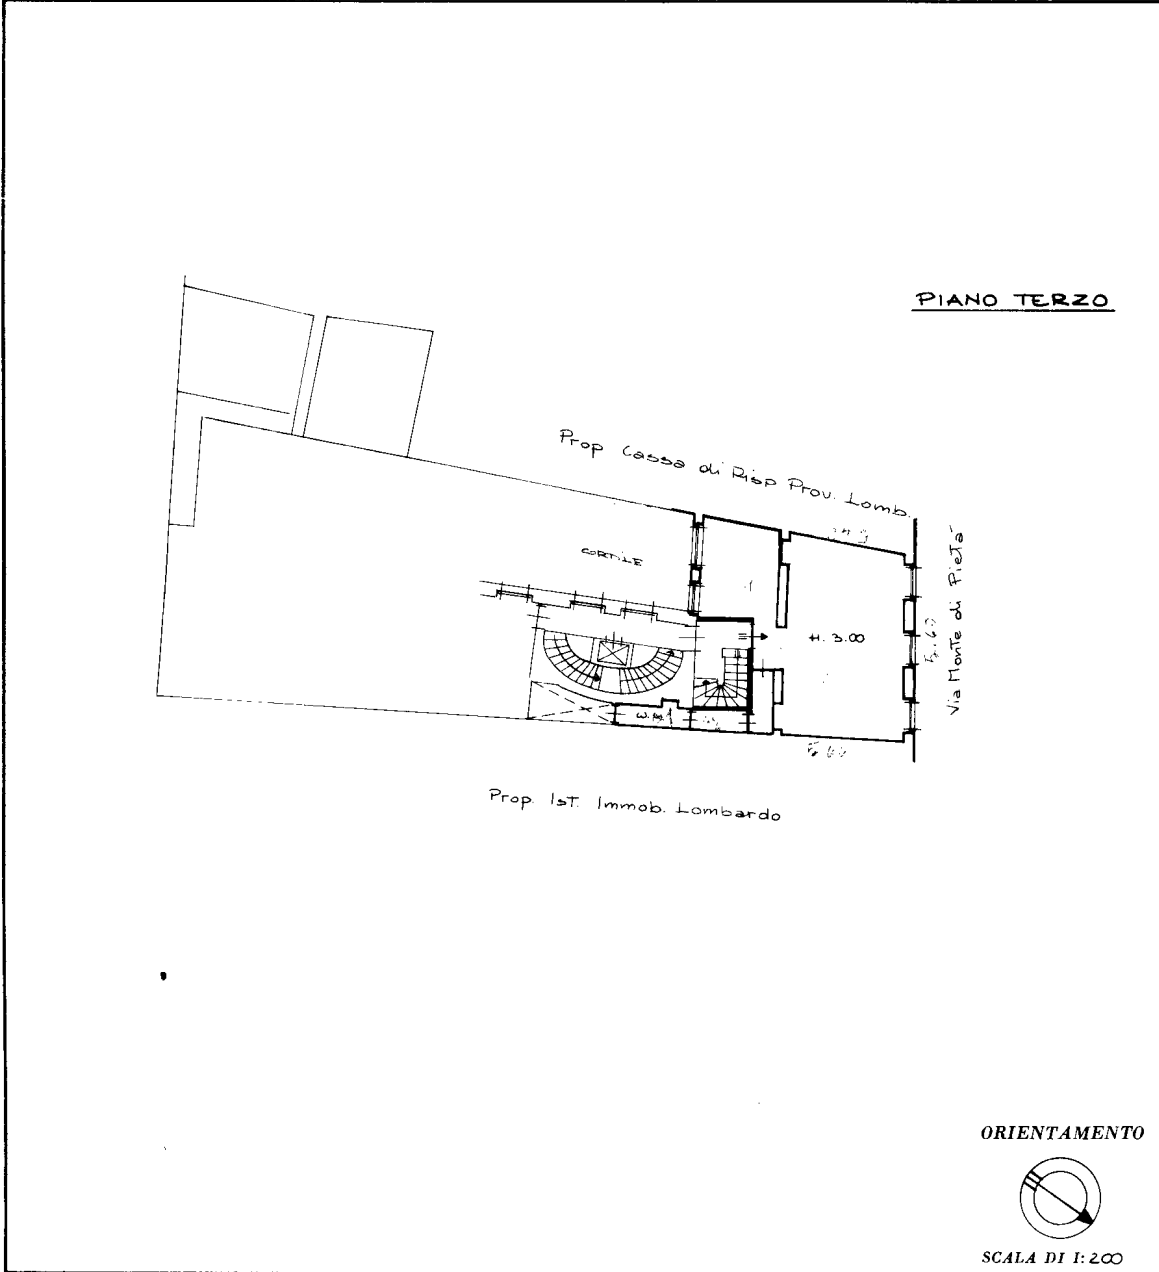 PIANO TERZO
Prop Cassa di Risp Prov. Lomb.
CORTILE
Via Monte di Pietà
H. 3.00
Prop. Ist. Immob. Lombardo
ORIENTAMENTO
SCALA DI 1:200